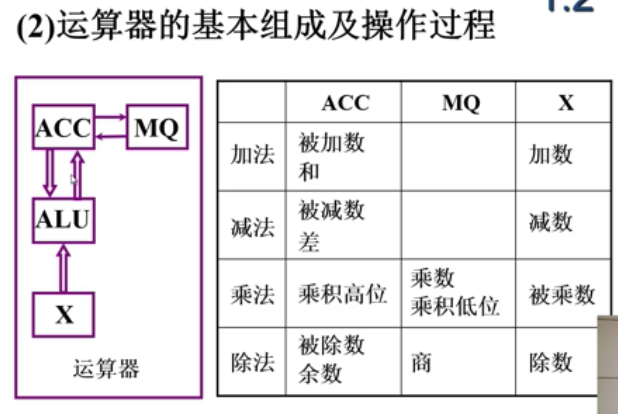 1.2
(2)运算器的基本组成及操作过程
ACC MQ
ALU
X
运算器
ACC MQ X
加法 被加数 加数
和
减法 被减数 减数
差
乘法 乘积高位 乘数 被乘数
乘积低位
除法 被除数 商 除数
余数